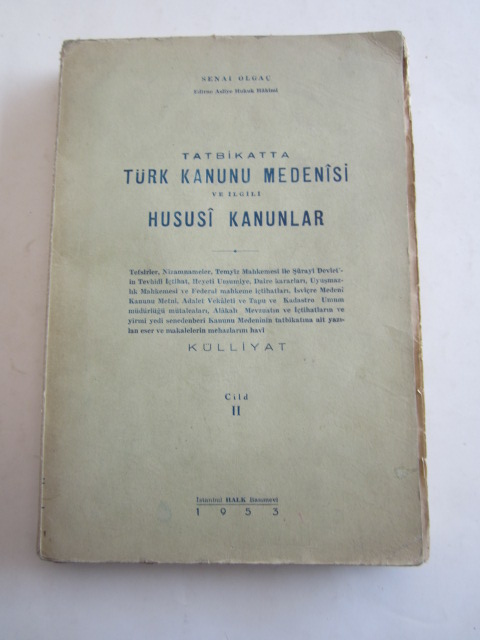 SENAİ OLGAÇ
Edirne Asliye Hukuk Hâkimi
TATBİKATTA
TÜRK KANUNU MEDENÎSİ
VE İLGİLİ
HUSUSÎ KANUNLAR
Tefsirler, Nizamnameler, Temyiz Mahkemesi ile Şûrayi Devlet'-
in Tevhidi İçtihat, Heyeti Umumiye, Daire kararları, Uyuşmaz-
lık Mahkemesi ve Federal mahkeme içtihatları, İsviçre Medenî
Kanunu Metni, Adalet Vekâleti ve Tapu ve Kadastro Umum
müdürlüğü mütalaaları, Alâkalı Mevzuatın ve İçtihatların ve
yirmi yedi senedenberi Kanunu Medeninin tatbikatına ait yazı-
lan eser ve makalelerin mehazlarını havi
KÜLLİYAT
Cild
II
İstanbul HALK Basımevi
1953